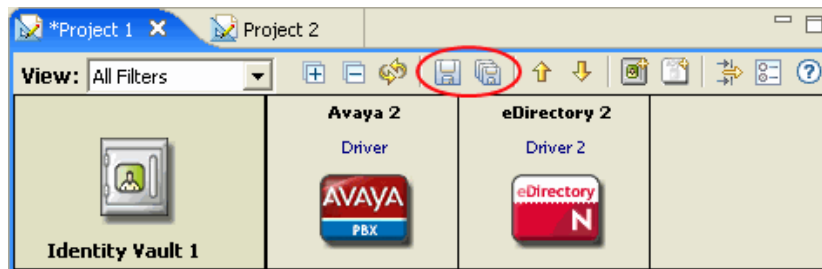 *Project 1 Project 2
View: All Filters
Avaya 2 eDirectory 2
Driver Driver 2
AVAYA eDirectory
PBX N
Identity Vault 1